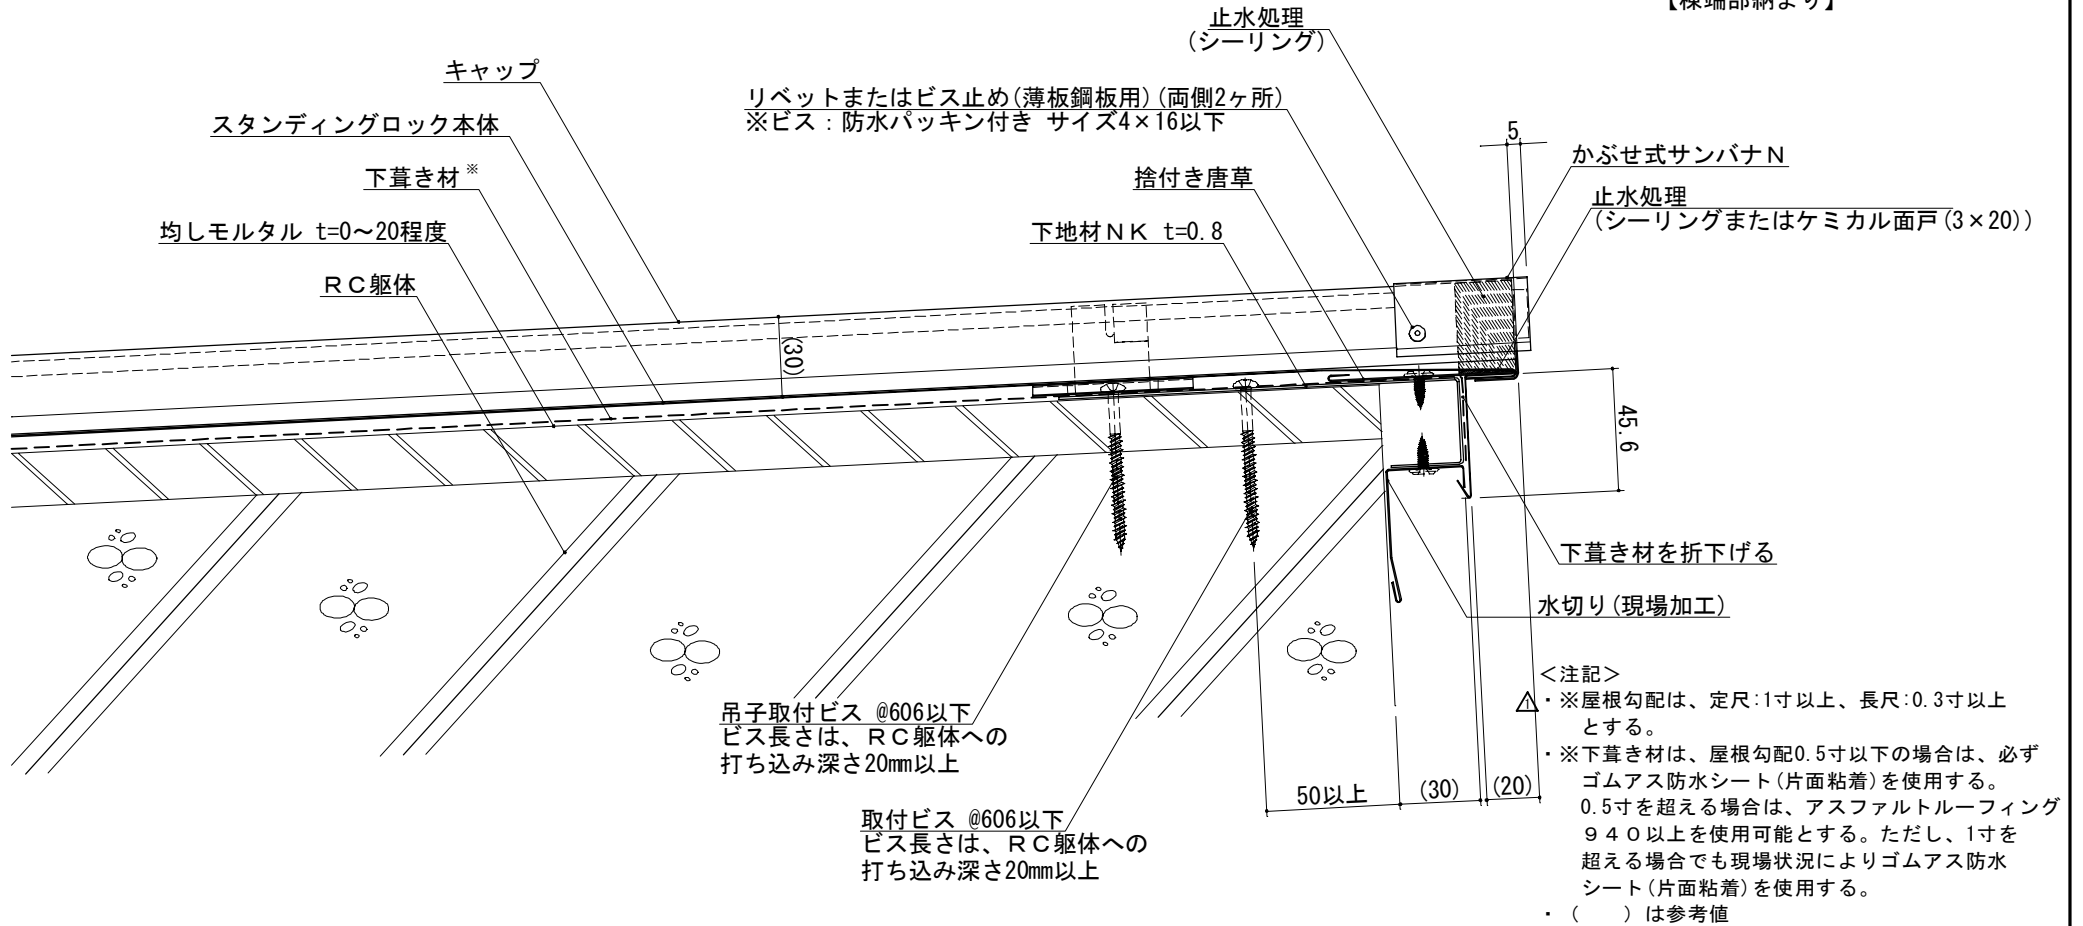 【棟端部納まり】
止水処理
(シーリング)
キャップ
リベットまたはビス止め(薄板鋼板用)(両側2ヶ所)
※ビス：防水パッキン付き サイズ4×16以下
スタンディングロック本体
5
かぶせ式サンバナＮ
下葺き材※
捨付き唐草
止水処理
(シーリングまたはケミカル面戸(3×20))
均しモルタル t=0～20程度
下地材ＮＫ t=0.8
ＲＣ躯体
(30)
45.6
下葺き材を折下げる
水切り(現場加工)
吊子取付ビス @606以下
ビス長さは、ＲＣ躯体への
打ち込み深さ20mm以上
50以上
(30)
(20)
取付ビス @606以下
ビス長さは、ＲＣ躯体への
打ち込み深さ20mm以上
＜注記＞
1
・※屋根勾配は、定尺:1寸以上、長尺:0.3寸以上
とする。
・※下葺き材は、屋根勾配0.5寸以下の場合は、必ず
ゴムアス防水シート(片面粘着)を使用する。
0.5寸を超える場合は、アスファルトルーフィング
９４０以上を使用可能とする。ただし、1寸を
超える場合でも現場状況によりゴムアス防水
シート(片面粘着)を使用する。
・（　　）は参考値